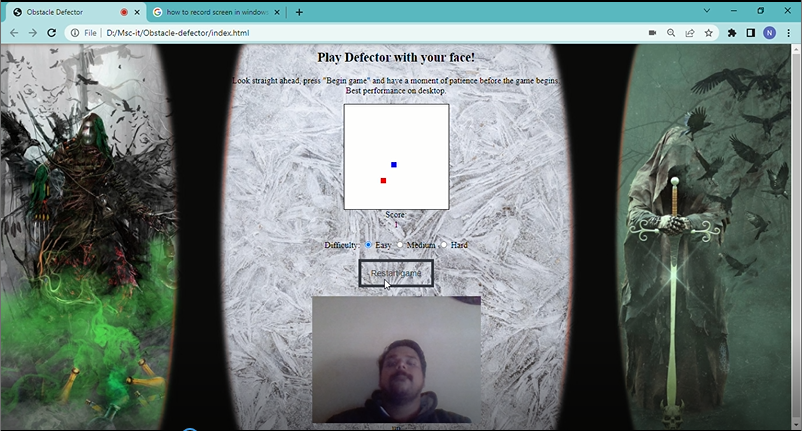 Obstacle Defector
how to record screen in window
File
D:/Msc-it/Obstacle-defector/index.html
N
Play Defector with your face!
Look straight ahead, press "Begin game" and have a moment of patience before the game begins.
Best performance on desktop.
Score:
1
Difficulty: Easy Medium Hard
Restart game